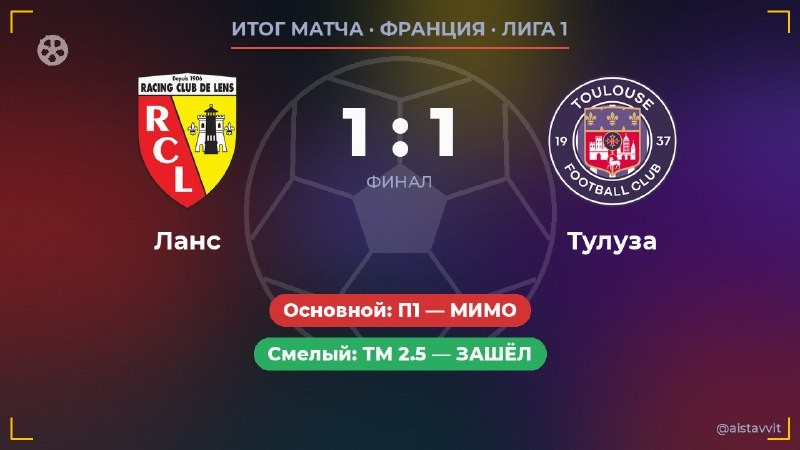 ИТОГ МАТЧА · ФРАНЦИЯ · ЛИГА 1
Depuis 1906
RACING CLUB DE LENS
RCL
1 : 1
ФИНАЛ
TOULOUSE
19 37
FOOTBALL CLUB
Ланс
Тулуза
Основной: П1 — МИМО
Смелый: ТМ 2.5 — ЗАШЁЛ
@aistavvit